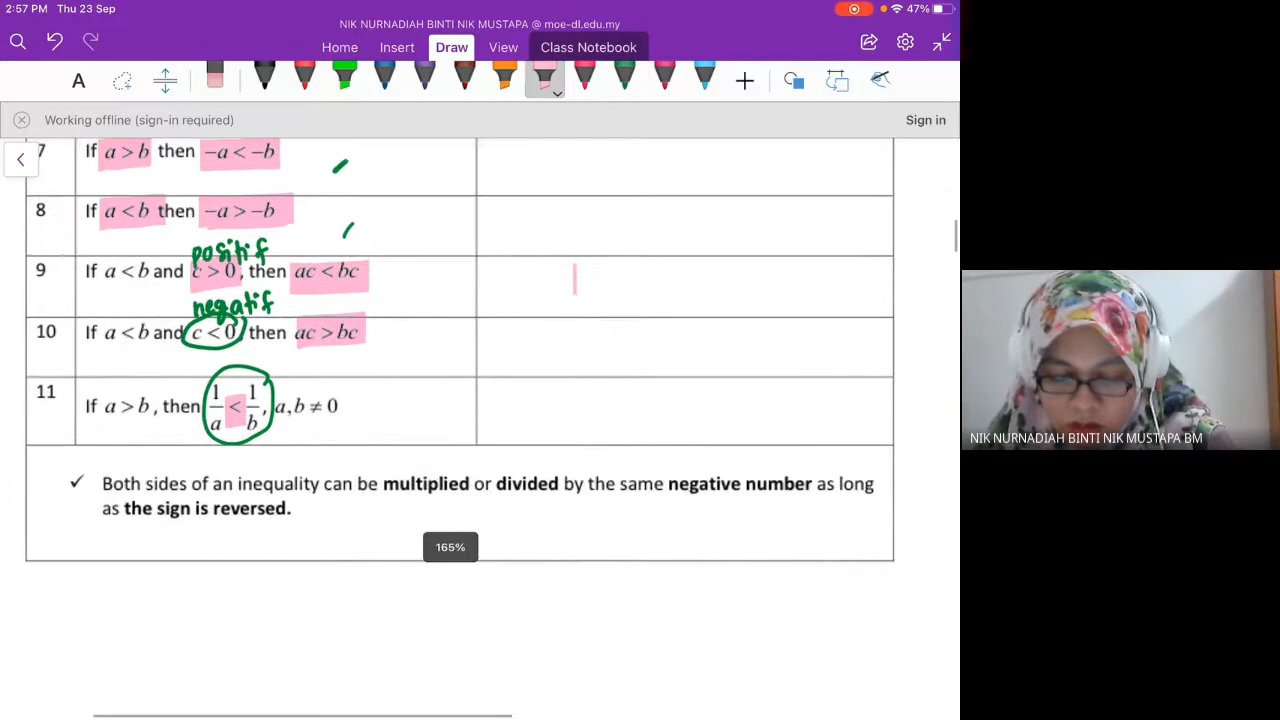 2:57 PM Thu 23 Sep
47%
NIK NURNADIAH BINTI NIK MUSTAPA @ moe-dl.edu.my
Home Insert Draw View Class Notebook
A
Working offline (sign-in required) Sign in
7 If a > b then −a < −b
8 If a < b then −a > −b
positif
9 If a < b and c > 0, then ac < bc
negatif
10 If a < b and c < 0, then ac > bc
11 If a > b, then 1/a < 1/b, a, b ≠ 0
✓ Both sides of an inequality can be multiplied or divided by the same negative number as long
as the sign is reversed.
165%
NIK NURNADIAH BINTI NIK MUSTAPA BM